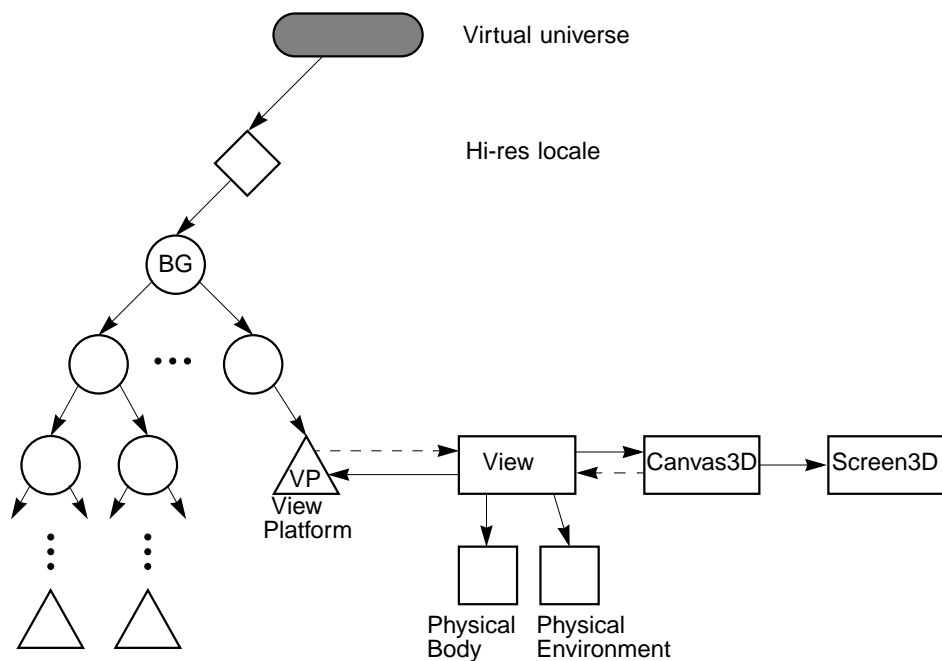 Virtual universe
Hi-res locale
BG
VP
View
Platform
View
Canvas3D
Screen3D
Physical
Body
Physical
Environment